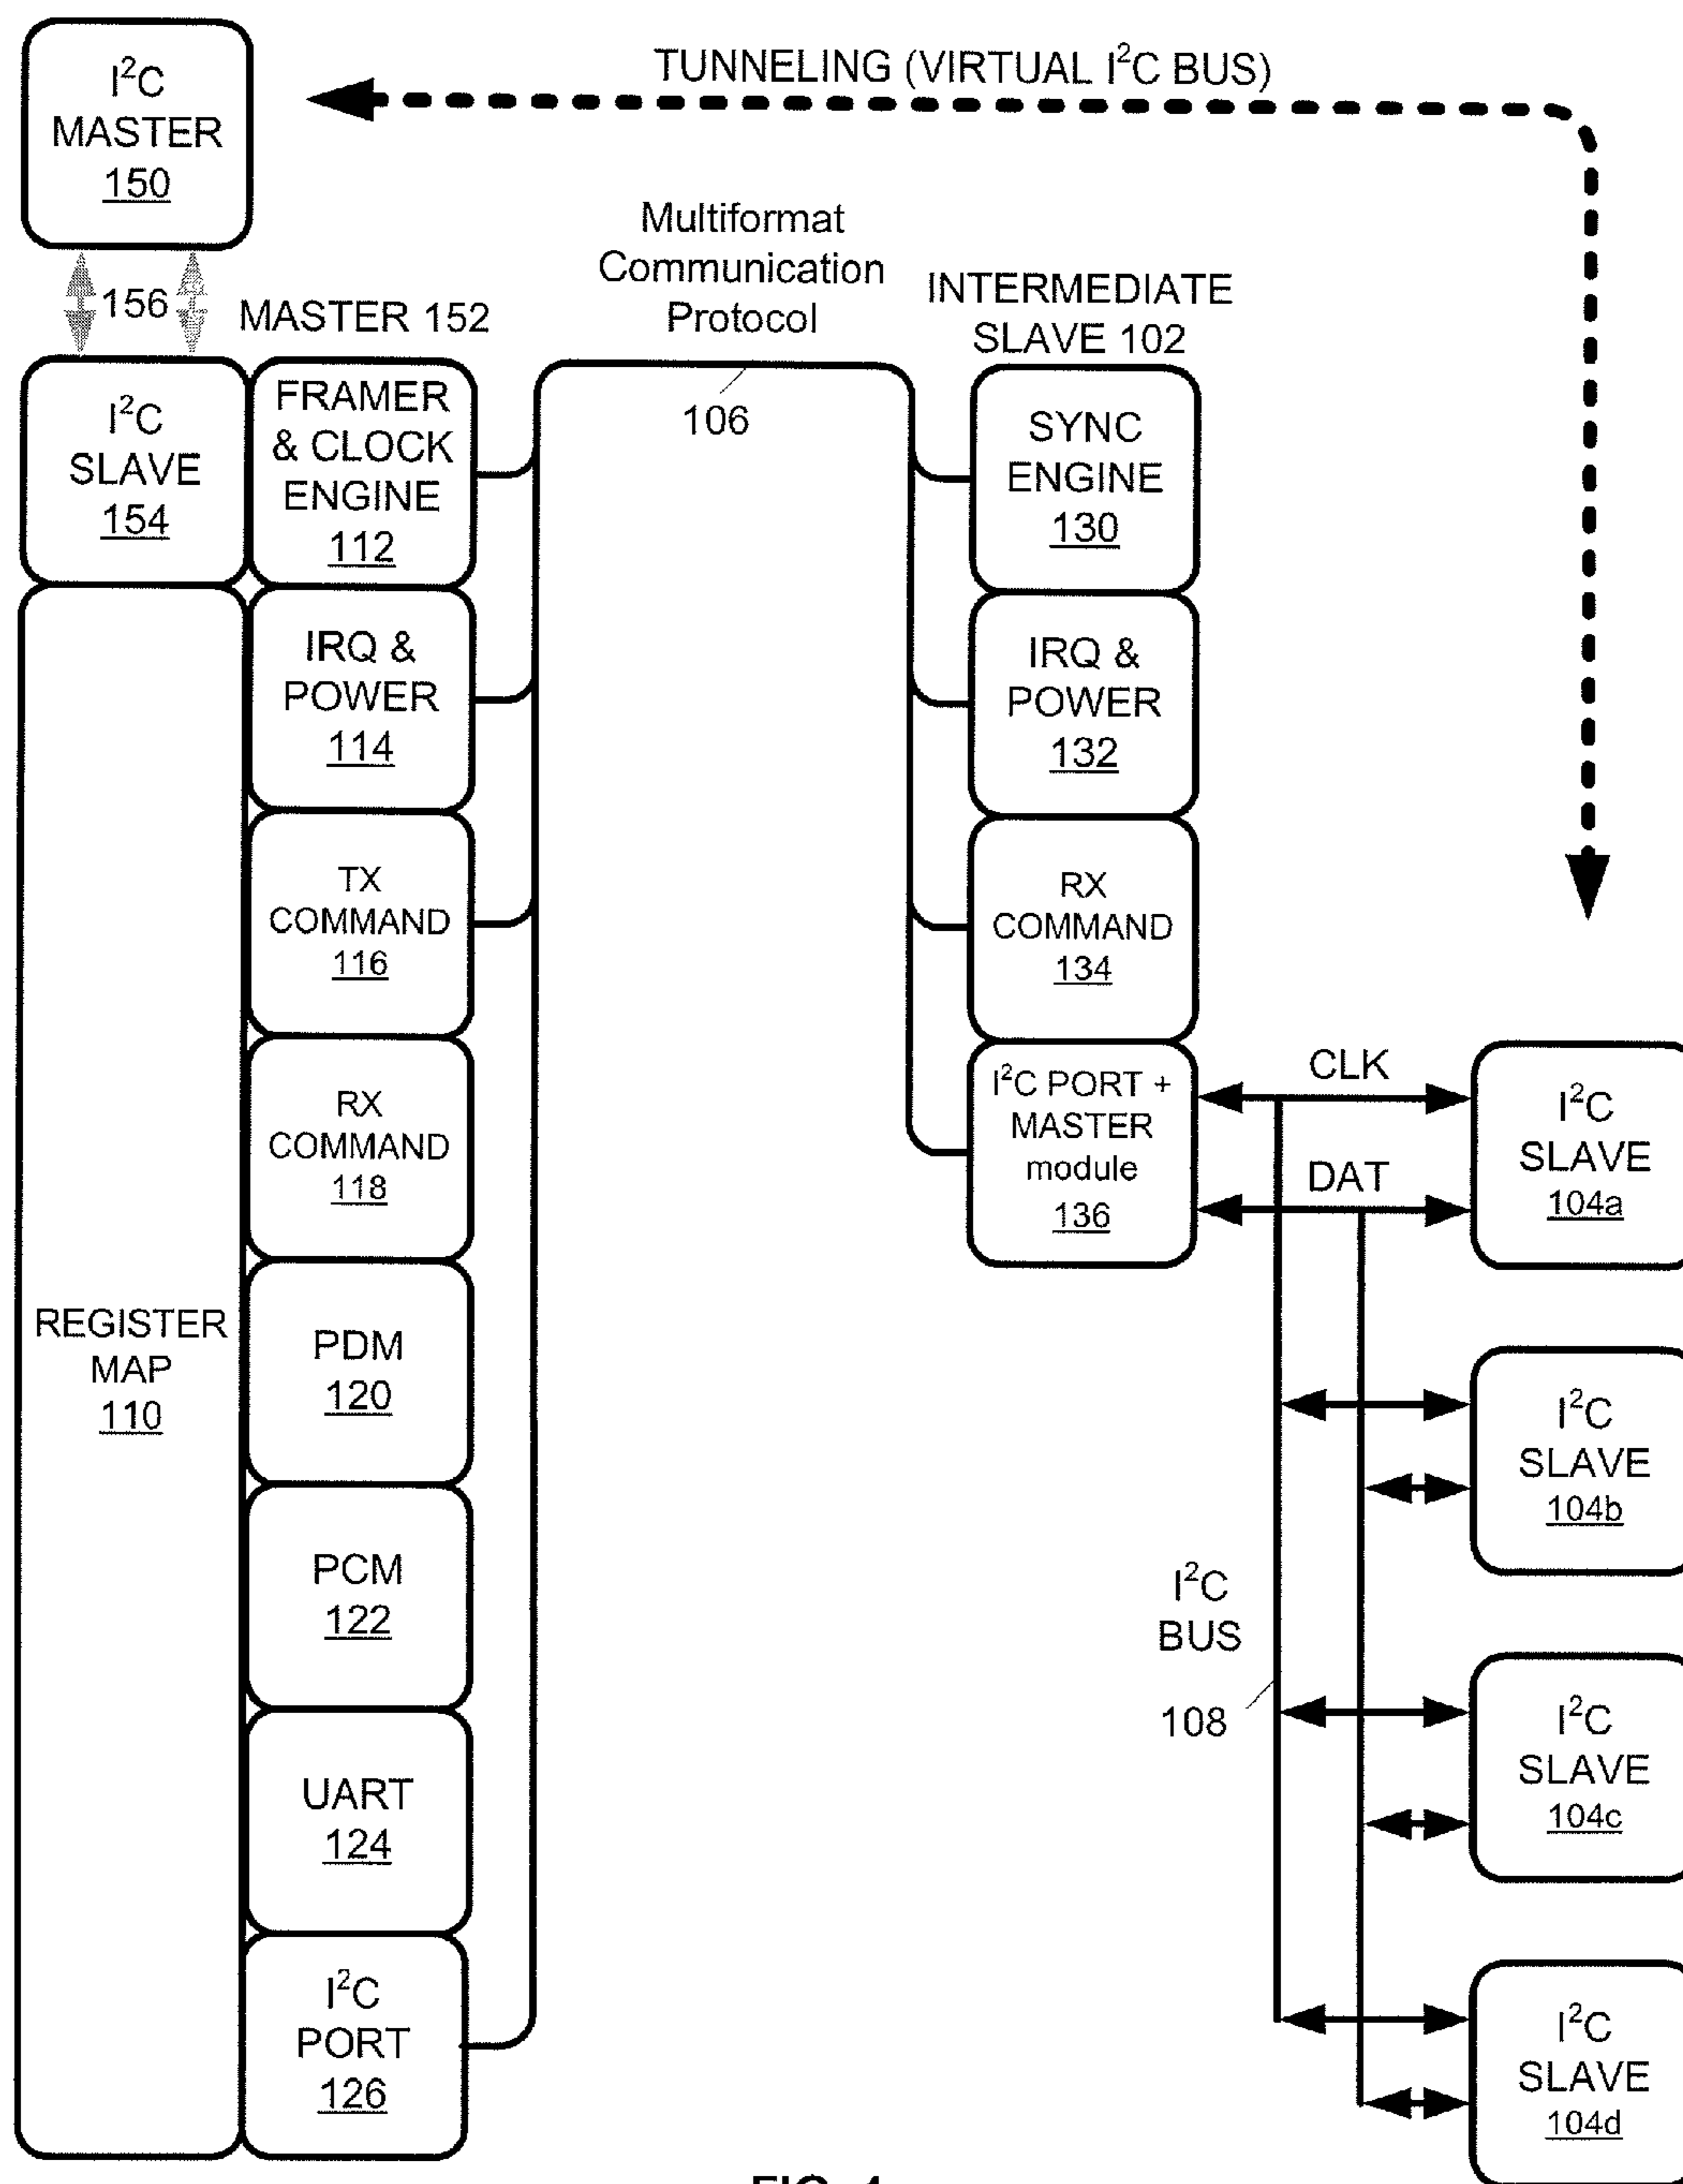 I²C
MASTER
150
TUNNELING (VIRTUAL I²C BUS)
156
MASTER 152
Multiformat
Communication
Protocol
106
INTERMEDIATE
SLAVE 102
I²C
SLAVE
154
FRAMER
& CLOCK
ENGINE
112
IRQ &
POWER
114
TX
COMMAND
116
RX
COMMAND
118
PDM
120
PCM
122
UART
124
I²C
PORT
126
REGISTER
MAP
110
SYNC
ENGINE
130
IRQ &
POWER
132
RX
COMMAND
134
I²C PORT +
MASTER
module
136
CLK
DAT
I²C
BUS
108
I²C
SLAVE
104a
I²C
SLAVE
104b
I²C
SLAVE
104c
I²C
SLAVE
104d